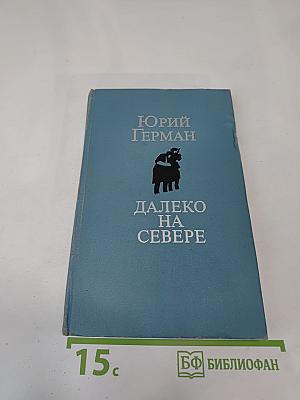 ЮРИЙ
ГЕРМАН
ДАЛЕКО
НА
СЕВЕРЕ
15с
БФ БИБЛИОФАН